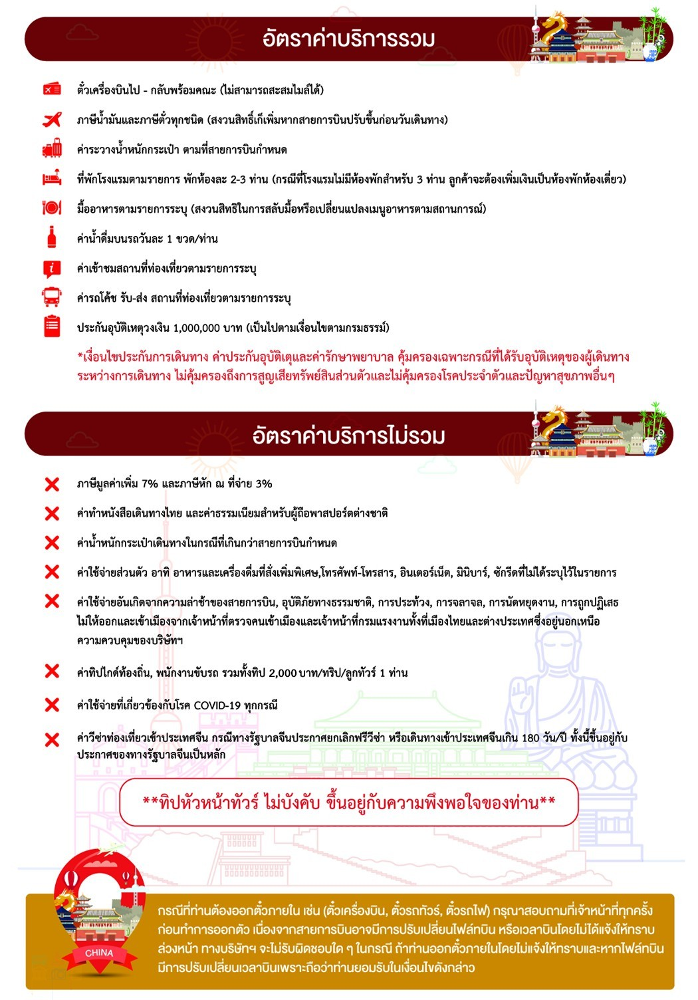 อัตราค่าบริการรวม
ตั๋วเครื่องบินไป - กลับพร้อมคณะ (ไม่สามารถสะสมไมล์ได้)
ภาษีน้ำมันและภาษีตั๋วทุกชนิด (สงวนสิทธิ์เก็เพิ่มหากสายการบินปรับขึ้นก่อนวันเดินทาง)
ค่าระวางน้ำหนักกระเป๋า ตามที่สายการบินกำหนด
ที่พักโรงแรมตามรายการ พักห้องละ 2-3 ท่าน (กรณีที่โรงแรมไม่มีห้องพักสำหรับ 3 ท่าน ลูกค้าจะต้องเพิ่มเงินเป็นห้องพักห้องเดี่ยว)
มื้ออาหารตามรายการระบุ (สงวนสิทธิในการสลับมื้อหรือเปลี่ยนแปลงเมนูอาหารตามสถานการณ์)
ค่าน้ำดื่มบนรถวันละ 1 ขวด/ท่าน
ค่าเข้าชมสถานที่ท่องเที่ยวตามรายการระบุ
ค่ารถโค้ช รับ-ส่ง สถานที่ท่องเที่ยวตามรายการระบุ
ประกันอุบัติเหตุวงเงิน 1,000,000 บาท (เป็นไปตามเงื่อนไขตามกรมธรรม์)
*เงื่อนไขประกันการเดินทาง ค่าประกันอุบัติเตุและค่ารักษาพยาบาล คุ้มครองเฉพาะกรณีที่ได้รับอุบัติเหตุของผู้เดินทาง
ระหว่างการเดินทาง ไม่คุ้มครองถึงการสูญเสียทรัพย์สินส่วนตัวและไม่คุ้มครองโรคประจำตัวและปัญหาสุขภาพอื่นๆ
อัตราค่าบริการไม่รวม
ภาษีมูลค่าเพิ่ม 7% และภาษีหัก ณ ที่จ่าย 3%
ค่าทำหนังสือเดินทางไทย และค่าธรรมเนียมสำหรับผู้ถือพาสปอร์ตต่างชาติ
ค่าน้ำหนักกระเป๋าเดินทางในกรณีที่เกินกว่าสายการบินกำหนด
ค่าใช้จ่ายส่วนตัว อาทิ อาหารและเครื่องดื่มที่สั่งเพิ่มพิเศษ,โทรศัพท์-โทรสาร, อินเตอร์เน็ต, มินิบาร์, ซักรีดที่ไม่ได้ระบุไว้ในรายการ
ค่าใช้จ่ายอันเกิดจากความล่าช้าของสายการบิน, อุบัติภัยทางธรรมชาติ, การประท้วง, การจลาจล, การนัดหยุดงาน, การถูกปฏิเสธ
ไม่ให้ออกและเข้าเมืองจากเจ้าหน้าที่ตรวจคนเข้าเมืองและเจ้าหน้าที่กรมแรงงานทั้งที่เมืองไทยและต่างประเทศซึ่งอยู่นอกเหนือ
ความควบคุมของบริษัทฯ
ค่าทิปไกด์ท้องถิ่น, พนักงานขับรถ รวมทั้งทิป 2,000 บาท/ทริป/ลูกทัวร์ 1 ท่าน
ค่าใช้จ่ายที่เกี่ยวข้องกับโรค COVID-19 ทุกกรณี
ค่าวีซ่าท่องเที่ยวเข้าประเทศจีน กรณีทางรัฐบาลจีนประกาศยกเลิกฟรีวีซ่า หรือเดินทางเข้าประเทศจีนเกิน 180 วัน/ปี ทั้งนี้ขึ้นอยู่กับ
ประกาศของทางรัฐบาลจีนเป็นหลัก
**ทิปหัวหน้าทัวร์ ไม่บังคับ ขึ้นอยู่กับความพึงพอใจของท่าน**
กรณีที่ท่านต้องออกตั๋วภายใน เช่น (ตั๋วเครื่องบิน, ตั๋วรถทัวร์, ตั๋วรถไฟ) กรุณาสอบถามที่เจ้าหน้าที่ทุกครั้ง
ก่อนทำการออกตัว เนื่องจากสายการบินอาจมีการปรับเปลี่ยนไฟล์ทบิน หรือเวลาบินโดยไม่ได้แจ้งให้ทราบ
ล่วงหน้า ทางบริษัทฯ จะไม่รับผิดชอบใด ๆ ในกรณี ถ้าท่านออกตั๋วภายในโดยไม่แจ้งให้ทราบและหากไฟล์ทบิน
มีการปรับเปลี่ยนเวลาบินเพราะถือว่าท่านยอมรับในเงื่อนไขดังกล่าว
CHINA